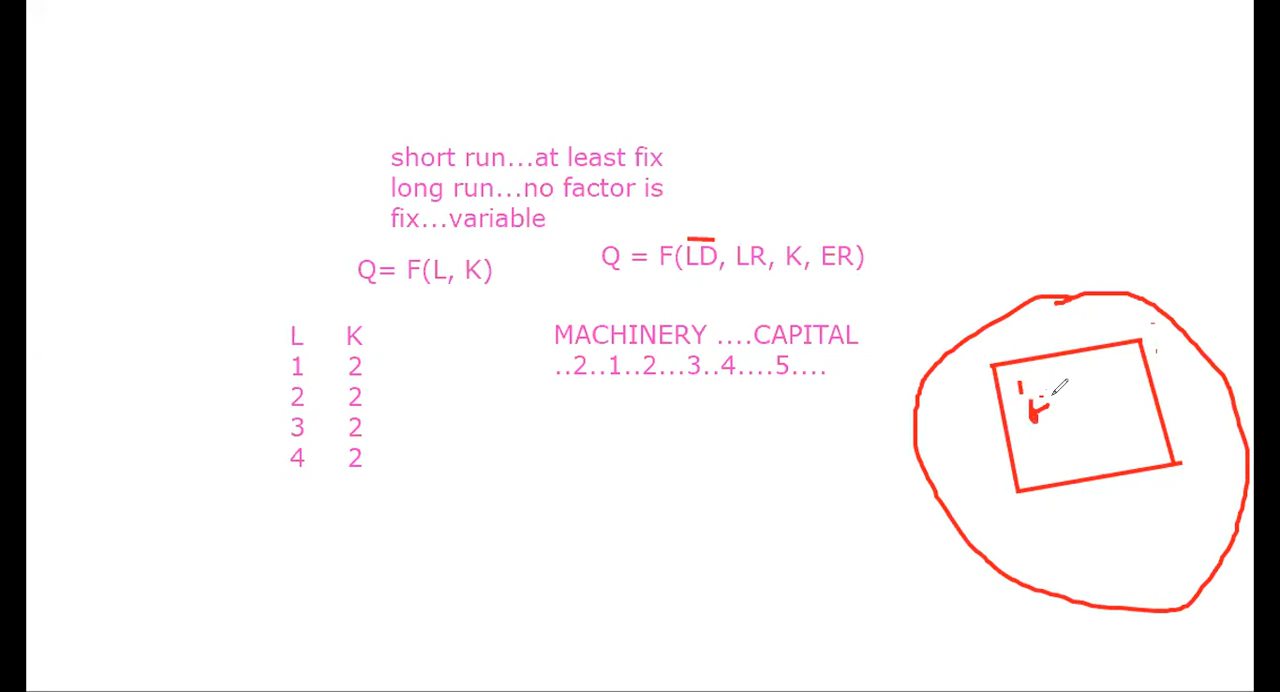 short run...at least fix
long run...no factor is
fix...variable
Q= F(L, K)
Q = F(LD, LR, K, ER)
L K
1 2
2 2
3 2
4 2
MACHINERY ....CAPITAL
..2..1..2...3..4....5....